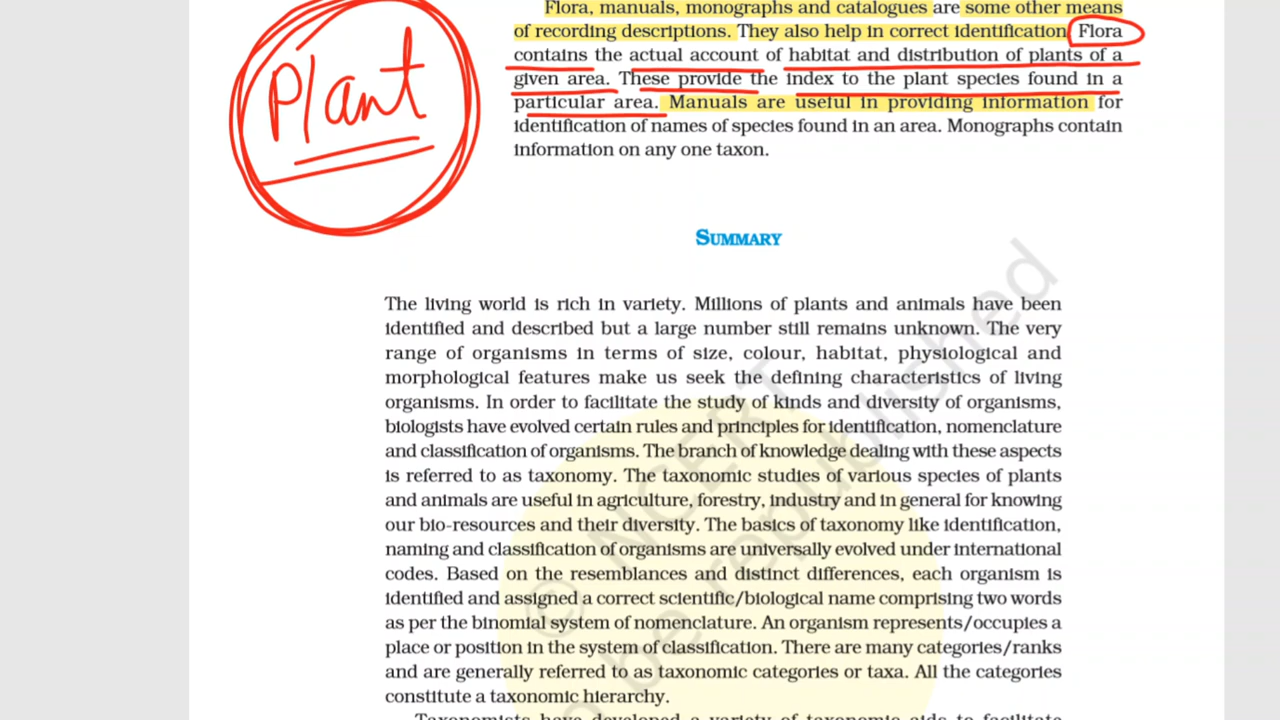 Flora, manuals, monographs and catalogues are some other means
of recording descriptions. They also help in correct identification. Flora
contains the actual account of habitat and distribution of plants of a
given area. These provide the index to the plant species found in a
particular area. Manuals are useful in providing information for
identification of names of species found in an area. Monographs contain
information on any one taxon.
Plant
SUMMARY
The living world is rich in variety. Millions of plants and animals have been
identified and described but a large number still remains unknown. The very
range of organisms in terms of size, colour, habitat, physiological and
morphological features make us seek the defining characteristics of living
organisms. In order to facilitate the study of kinds and diversity of organisms,
biologists have evolved certain rules and principles for identification, nomenclature
and classification of organisms. The branch of knowledge dealing with these aspects
is referred to as taxonomy. The taxonomic studies of various species of plants
and animals are useful in agriculture, forestry, industry and in general for knowing
our bio-resources and their diversity. The basics of taxonomy like identification,
naming and classification of organisms are universally evolved under international
codes. Based on the resemblances and distinct differences, each organism is
identified and assigned a correct scientific/biological name comprising two words
as per the binomial system of nomenclature. An organism represents/occupies a
place or position in the system of classification. There are many categories/ranks
and are generally referred to as taxonomic categories or taxa. All the categories
constitute a taxonomic hierarchy.
Taxonomists have developed a variety of taxonomic aids to facilitate
© NCERT
be republished